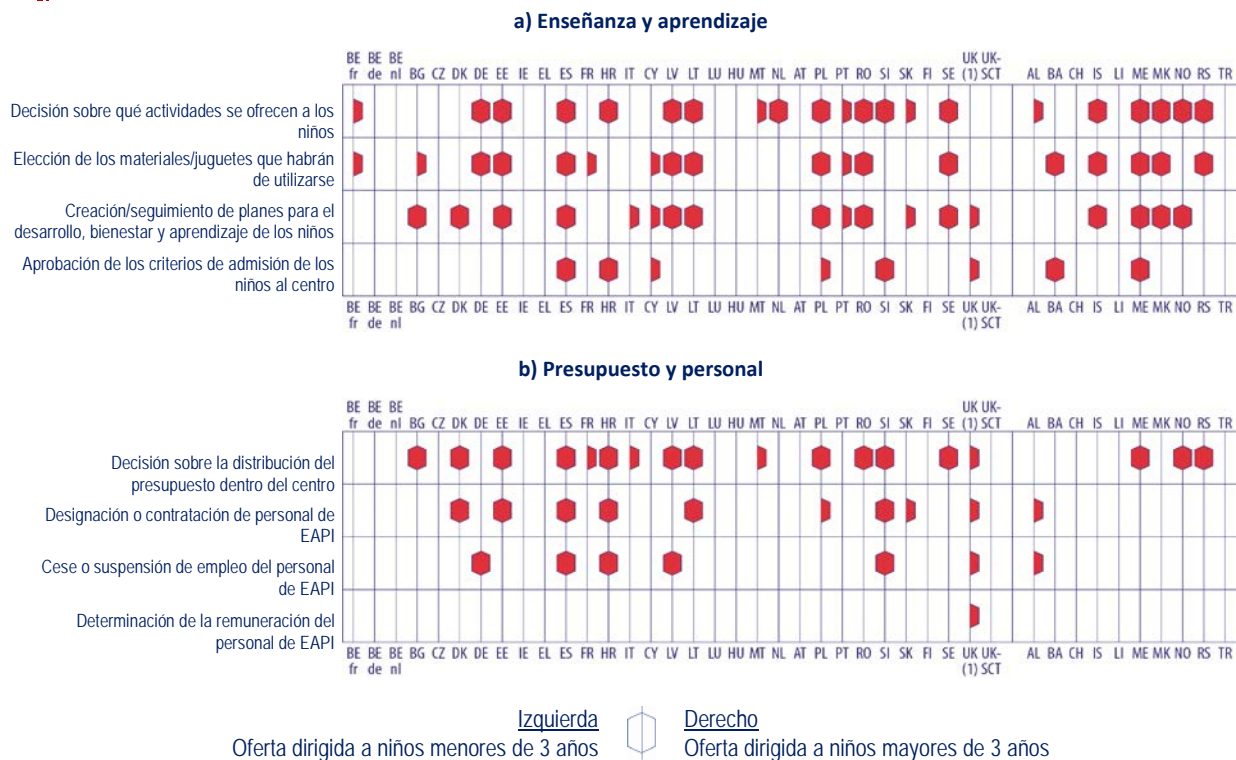 a) Enseñanza y aprendizaje
BE BE BE UK UK-
fr de nl BG CZ DK DE EE IE EL ES FR HR IT CY LV LT LU HU MT NL AT PL PT RO SI SK FI SE (1) SCT AL BA CH IS LI ME MK NO RS TR
Decisión sobre qué actividades se ofrecen a los
niños
Elección de los materiales/juguetes que habrán
de utilizarse
Creación/seguimiento de planes para el
desarrollo, bienestar y aprendizaje de los niños
Aprobación de los criterios de admisión de los
niños al centro
BE BE BE BG CZ DK DE EE IE EL ES FR HR IT CY LV LT LU HU MT NL AT PL PT RO SI SK FI SE UK UK- AL BA CH IS LI ME MK NO RS TR
fr de nl (1) SCT
b) Presupuesto y personal
BE BE BE UK UK-
fr de nl BG CZ DK DE EE IE EL ES FR HR IT CY LV LT LU HU MT NL AT PL PT RO SI SK FI SE (1) SCT AL BA CH IS LI ME MK NO RS TR
Decisión sobre la distribución del
presupuesto dentro del centro
Designación o contratación de personal de
EAPI
Cese o suspensión de empleo del personal
de EAPI
Determinación de la remuneración del
personal de EAPI
BE BE BE BG CZ DK DE EE IE EL ES FR HR IT CY LV LT LU HU MT NL AT PL PT RO SI SK FI SE UK UK- AL BA CH IS LI ME MK NO RS TR
fr de nl (1) SCT
Izquierda Derecho
Oferta dirigida a niños menores de 3 años Oferta dirigida a niños mayores de 3 años